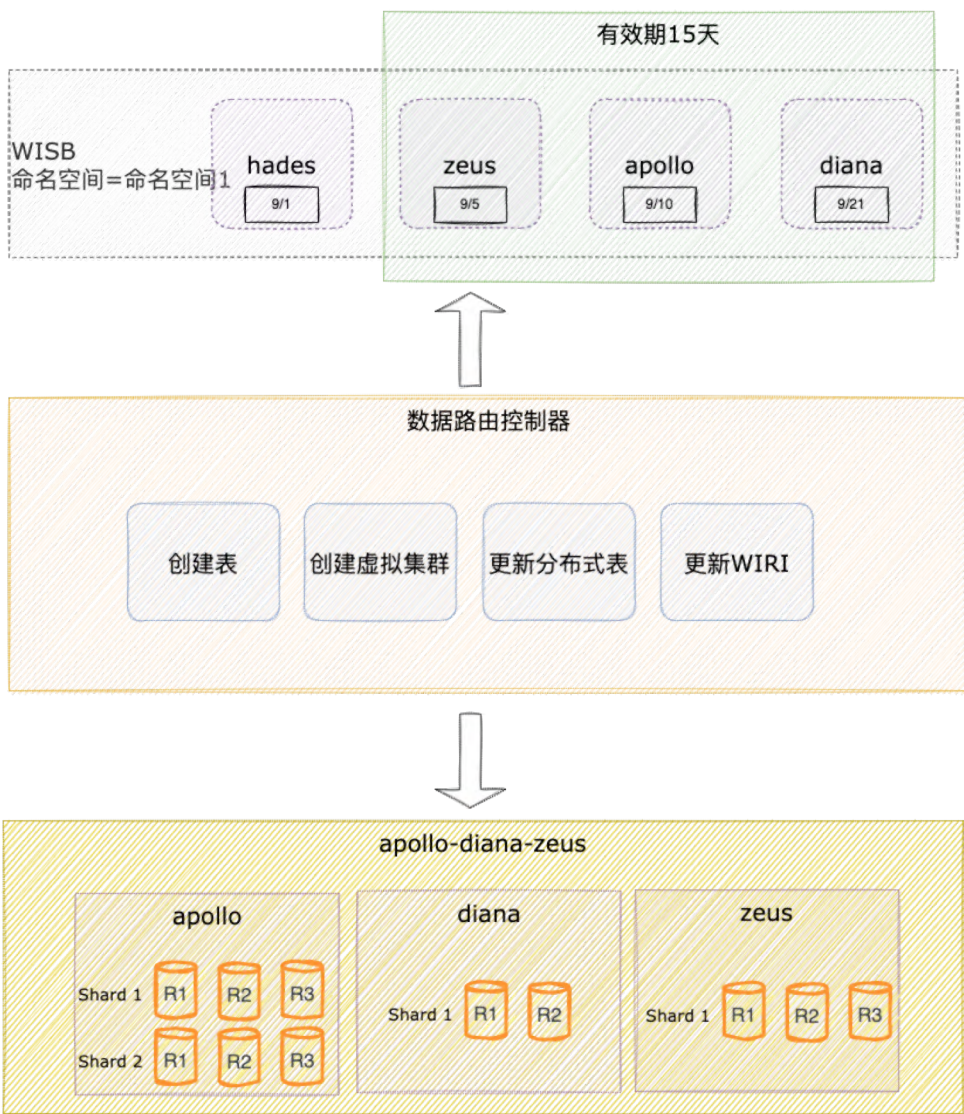 有效期15天
WISB
命名空间=命名空间1
hades
zeus
apollo
diana
9/1
9/5
9/10
9/21
数据路由控制器
创建表
创建虚拟集群
更新分布式表
更新WIRI
apollo-diana-zeus
apollo
diana
zeus
Shard 1 R1 R2 R3
Shard 2 R1 R2 R3
Shard 1 R1 R2
Shard 1 R1 R2 R3